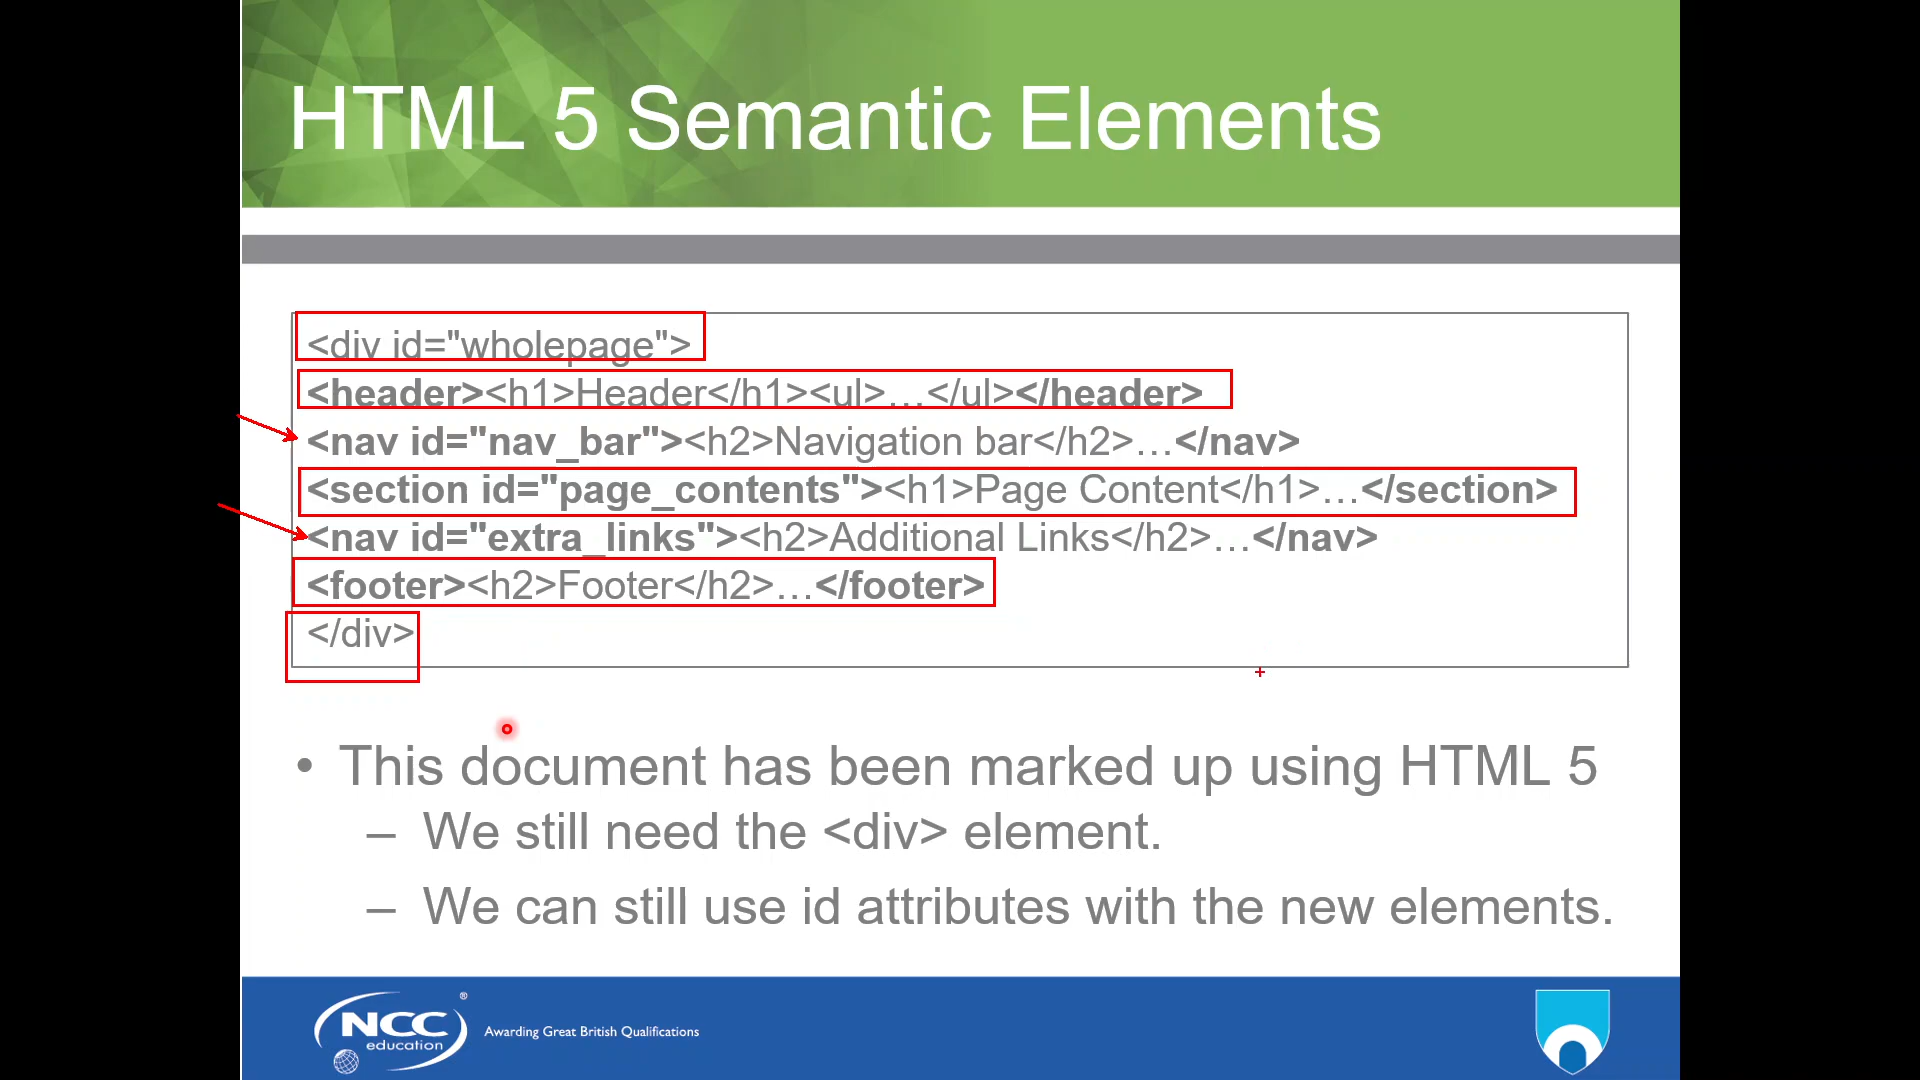 HTML 5 Semantic Elements
<div id="wholepage">
<header><h1>Header</h1><ul>…</ul></header>
<nav id="nav_bar"><h2>Navigation bar</h2>…</nav>
<section id="page_contents"><h1>Page Content</h1>…</section>
<nav id="extra_links"><h2>Additional Links</h2>…</nav>
<footer><h2>Footer</h2>…</footer>
</div>
• This document has been marked up using HTML 5
– We still need the <div> element.
– We can still use id attributes with the new elements.
NCC ®
education
Awarding Great British Qualifications